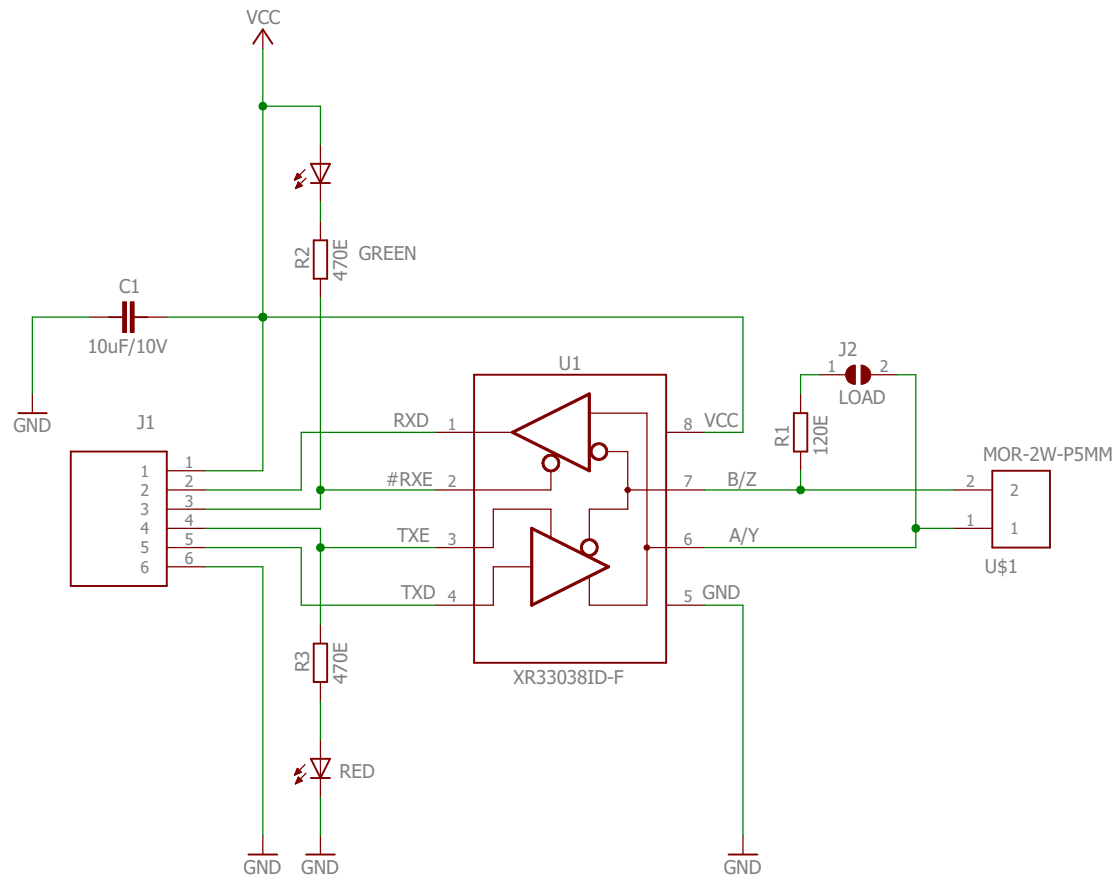 VCC
R2
470E
GREEN
C1
10uF/10V
GND
J1
1
2
3
4
5
6
1
2
3
4
5
6
U1
RXD
1
#RXE
2
TXE
3
TXD
4
8
VCC
7
B/Z
6
A/Y
5
GND
XR33038ID-F
J2
1
2
LOAD
R1
120E
MOR-2W-P5MM
2
2
1
1
U$1
R3
470E
RED
GND
GND
GND